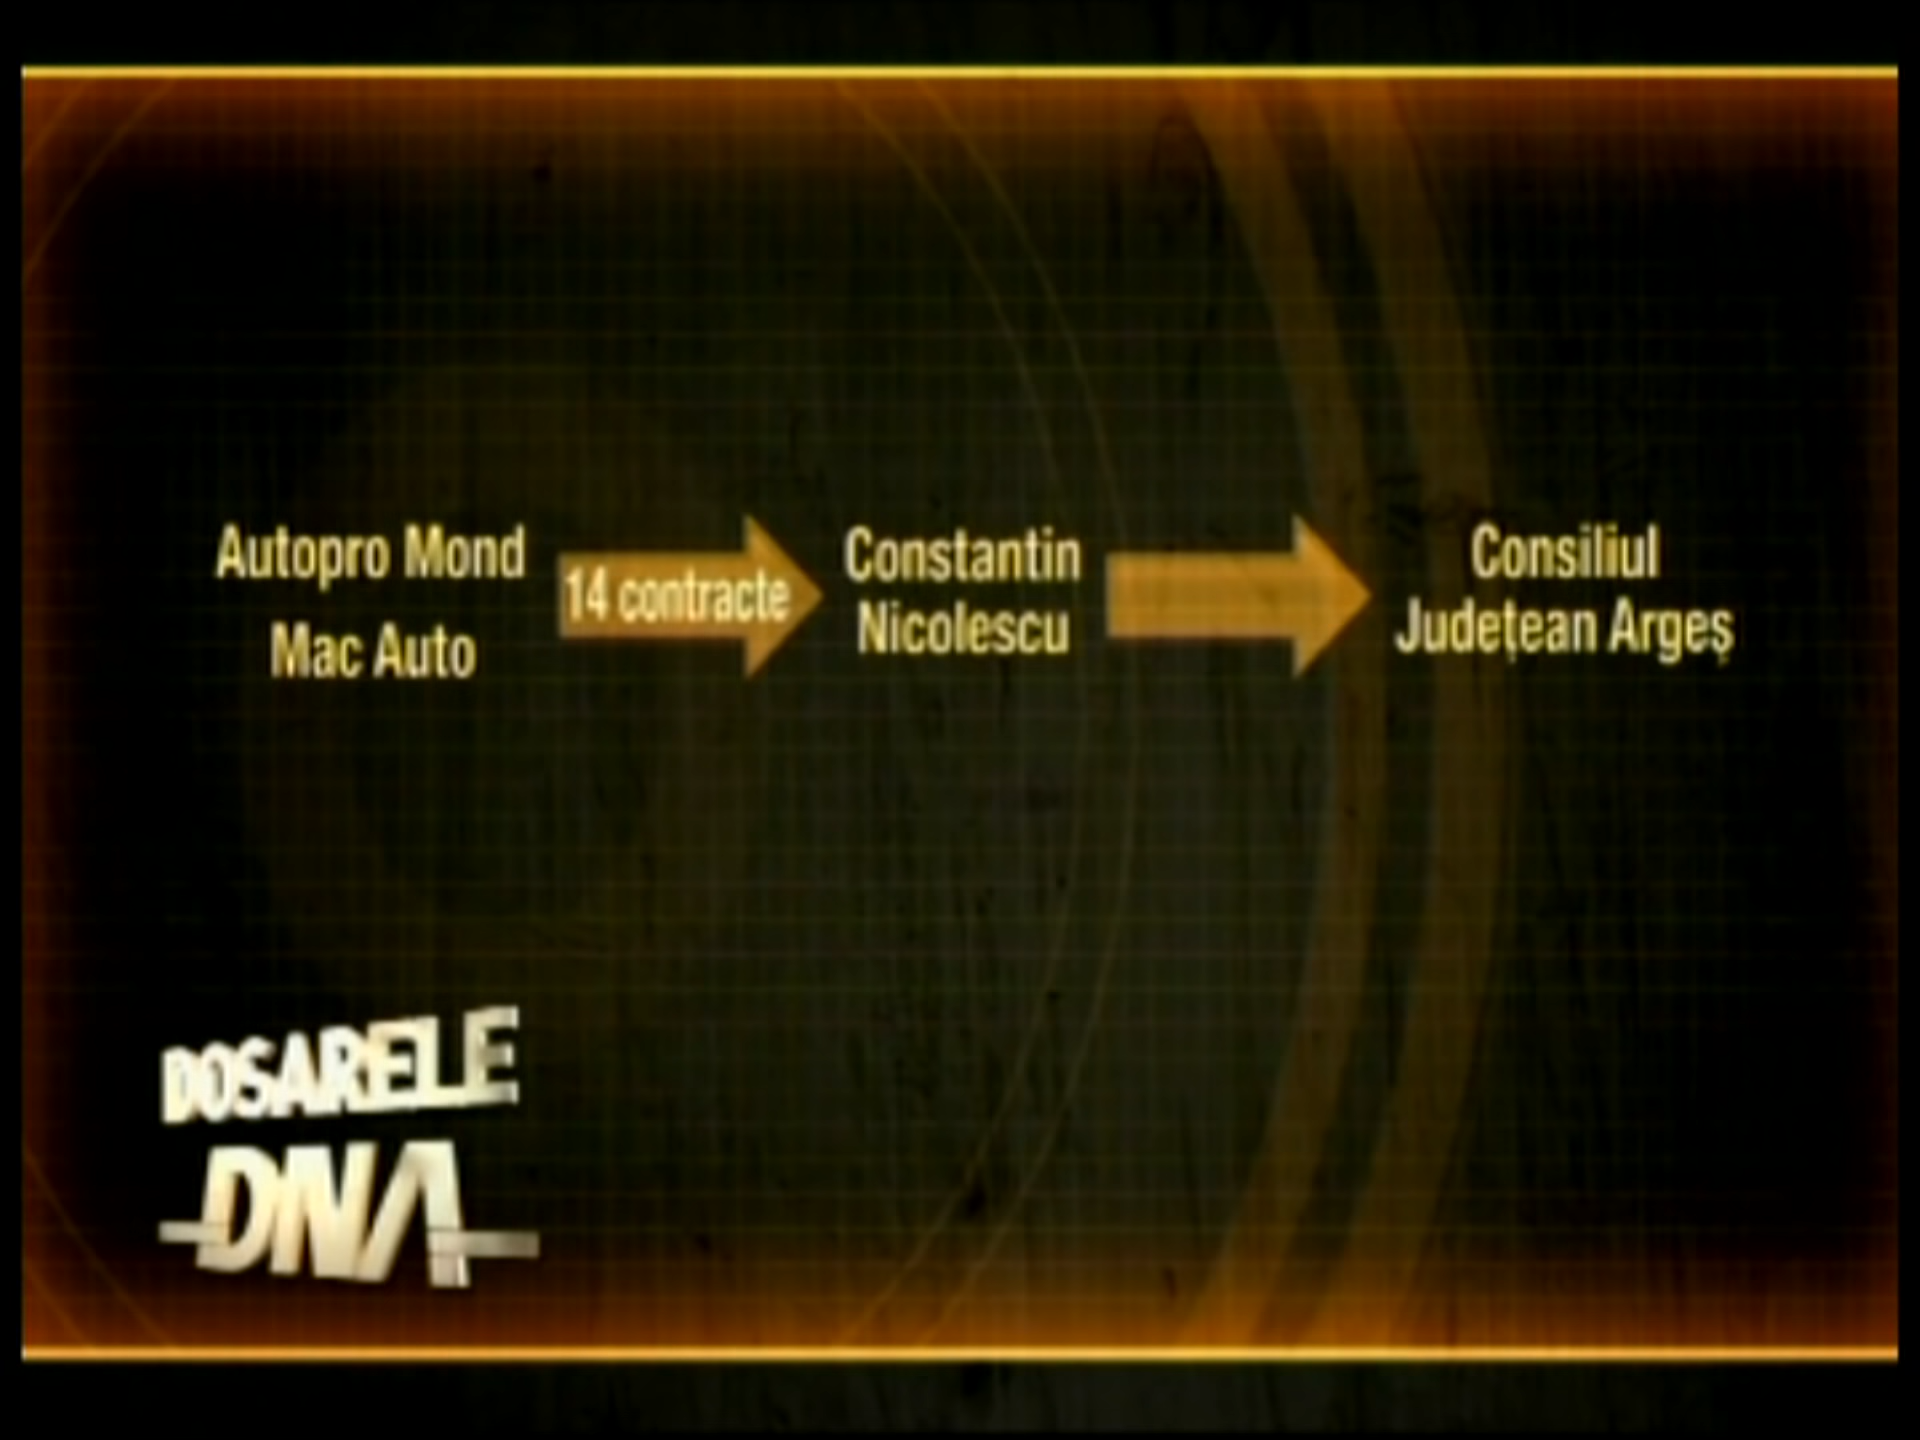 Autopro Mond
Mac Auto
14 contracte
Constantin
Nicolescu
Consiliul
Județean Argeș
DOSARELE
DNA